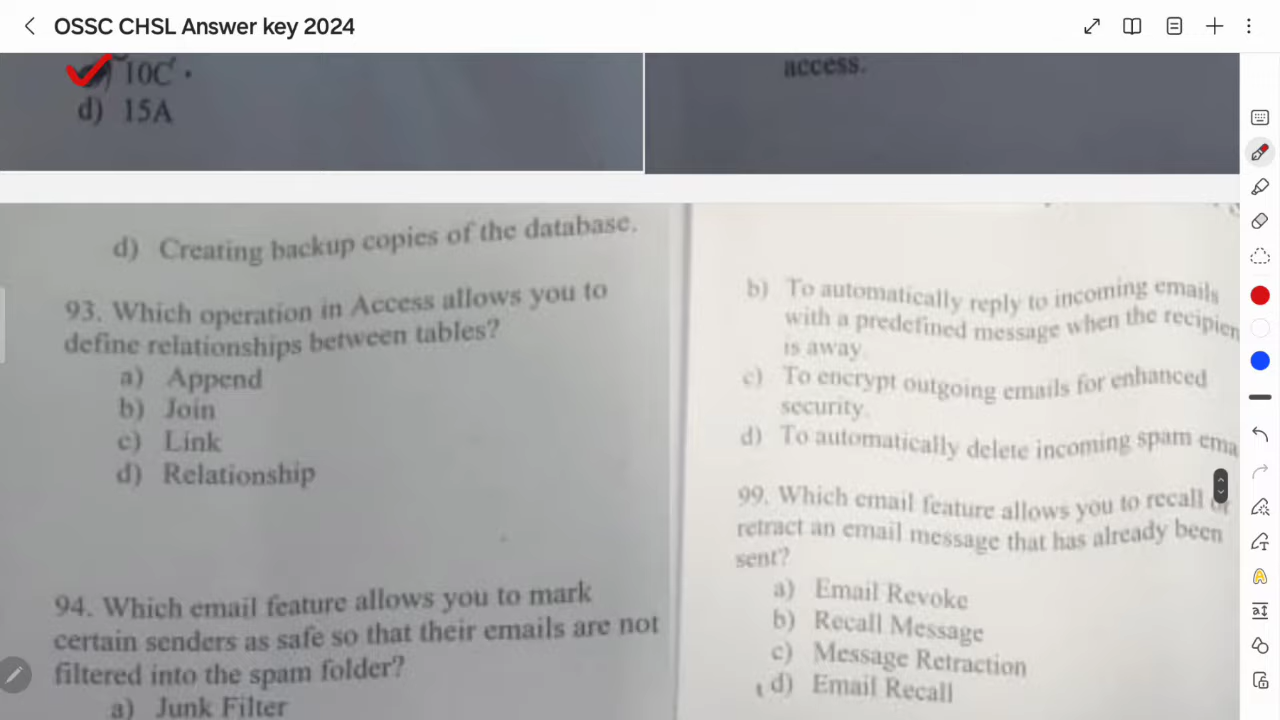 OSSC CHSL Answer key 2024
10C
d) 15A
access.
d) Creating backup copies of the database.
93. Which operation in Access allows you to
define relationships between tables?
a) Append
b) Join
c) Link
d) Relationship
94. Which email feature allows you to mark
certain senders as safe so that their emails are not
filtered into the spam folder?
a) Junk Filter
b) To automatically reply to incoming emails
with a predefined message when the recipien
is away.
c) To encrypt outgoing emails for enhanced
security.
d) To automatically delete incoming spam ema
99. Which email feature allows you to recall or
retract an email message that has already been
sent?
a) Email Revoke
b) Recall Message
c) Message Retraction
d) Email Recall